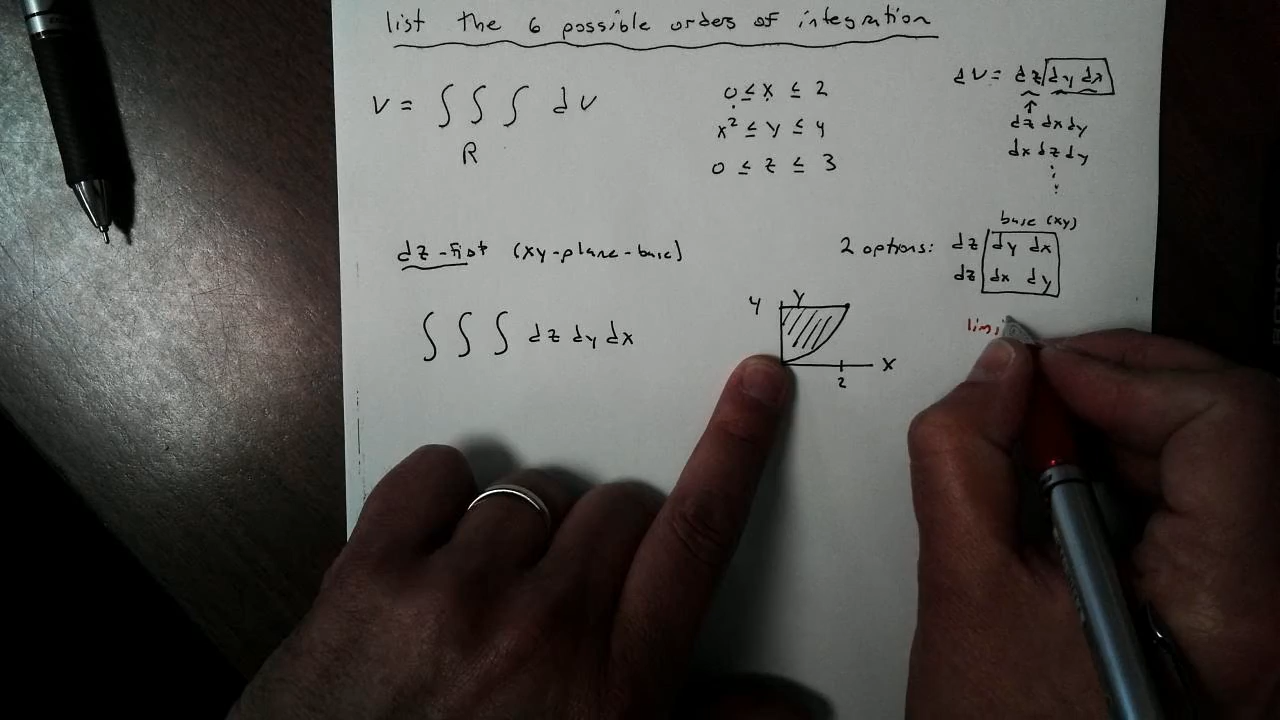 list the 6 possible orders of integration
V = ∫ ∫ ∫ dV
R
0 ≤ x ≤ 2
x² ≤ y ≤ 4
0 ≤ z ≤ 3
dV = dz dy dx
↑
dz dx dy
dx dz dy
⋮
dz - first (xy-plane-base)
2 options:
base (xy)
dz dy dx
dz dx dy
∫ ∫ ∫ dz dy dx
4
y
x
2
limi